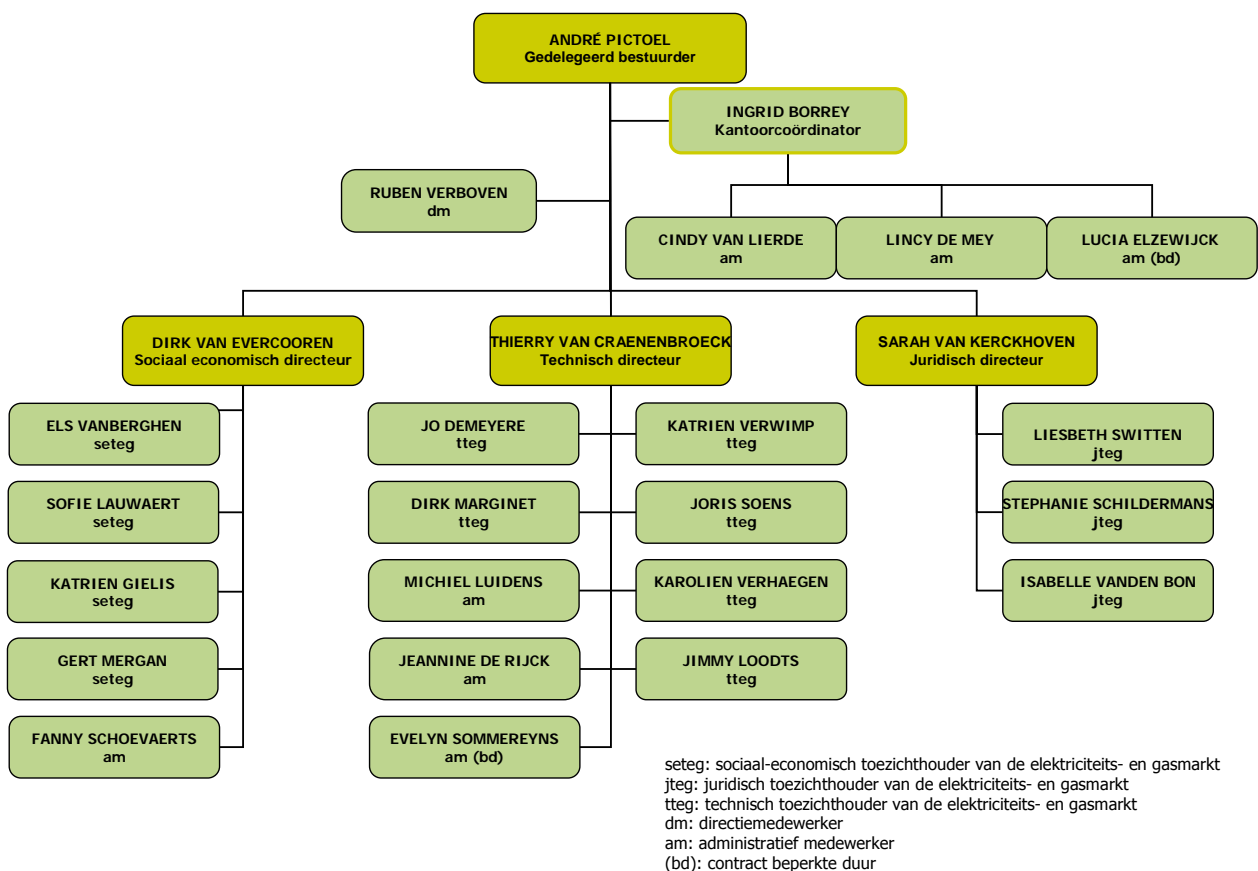 ANDRÉ PICTOEL
Gedelegeerd bestuurder
INGRID BORREY
Kantoorcoördinator
RUBEN VERBOVEN
dm
CINDY VAN LIERDE
am
LINCY DE MEY
am
LUCIA ELZEWIJCK
am (bd)
DIRK VAN EVERCOOREN
Sociaal economisch directeur
THIERRY VAN CRAENENBROECK
Technisch directeur
SARAH VAN KERCKHOVEN
Juridisch directeur
ELS VANBERGHEN
seteg
SOFIE LAUWAERT
seteg
KATRIEN GIELIS
seteg
GERT MERGAN
seteg
FANNY SCHOEVAERTS
am
JO DEMEYERE
tteg
KATRIEN VERWIMP
tteg
DIRK MARGINET
tteg
JORIS SOENS
tteg
MICHIEL LUIDENS
am
KAROLIEN VERHAEGEN
tteg
JEANNINE DE RIJCK
am
JIMMY LOODTS
tteg
EVELYN SOMMEREYNS
am (bd)
LIESBETH SWITTEN
jteg
STEPHANIE SCHILDERMANS
jteg
ISABELLE VANDEN BON
jteg
seteg: sociaal-economisch toezichthouder van de elektriciteits- en gasmarkt
jteg: juridisch toezichthouder van de elektriciteits- en gasmarkt
tteg: technisch toezichthouder van de elektriciteits- en gasmarkt
dm: directiemedewerker
am: administratief medewerker
(bd): contract beperkte duur